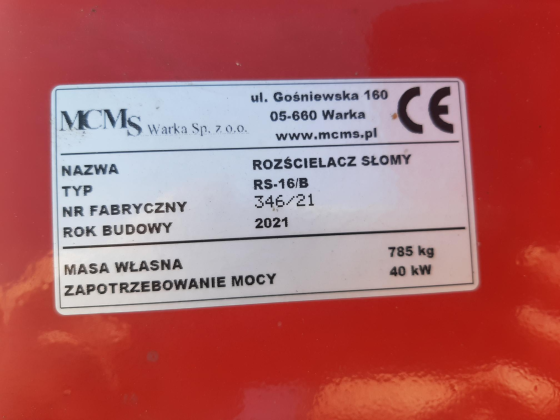 MCMS Warka Sp. z o.o.
ul. Gośniewska 160
05-660 Warka
www.mcms.pl
CE
NAZWA ROZŚCIELACZ SŁOMY
TYP RS-16/B
NR FABRYCZNY 346/21
ROK BUDOWY 2021
MASA WŁASNA 785 kg
ZAPOTRZEBOWANIE MOCY 40 kW